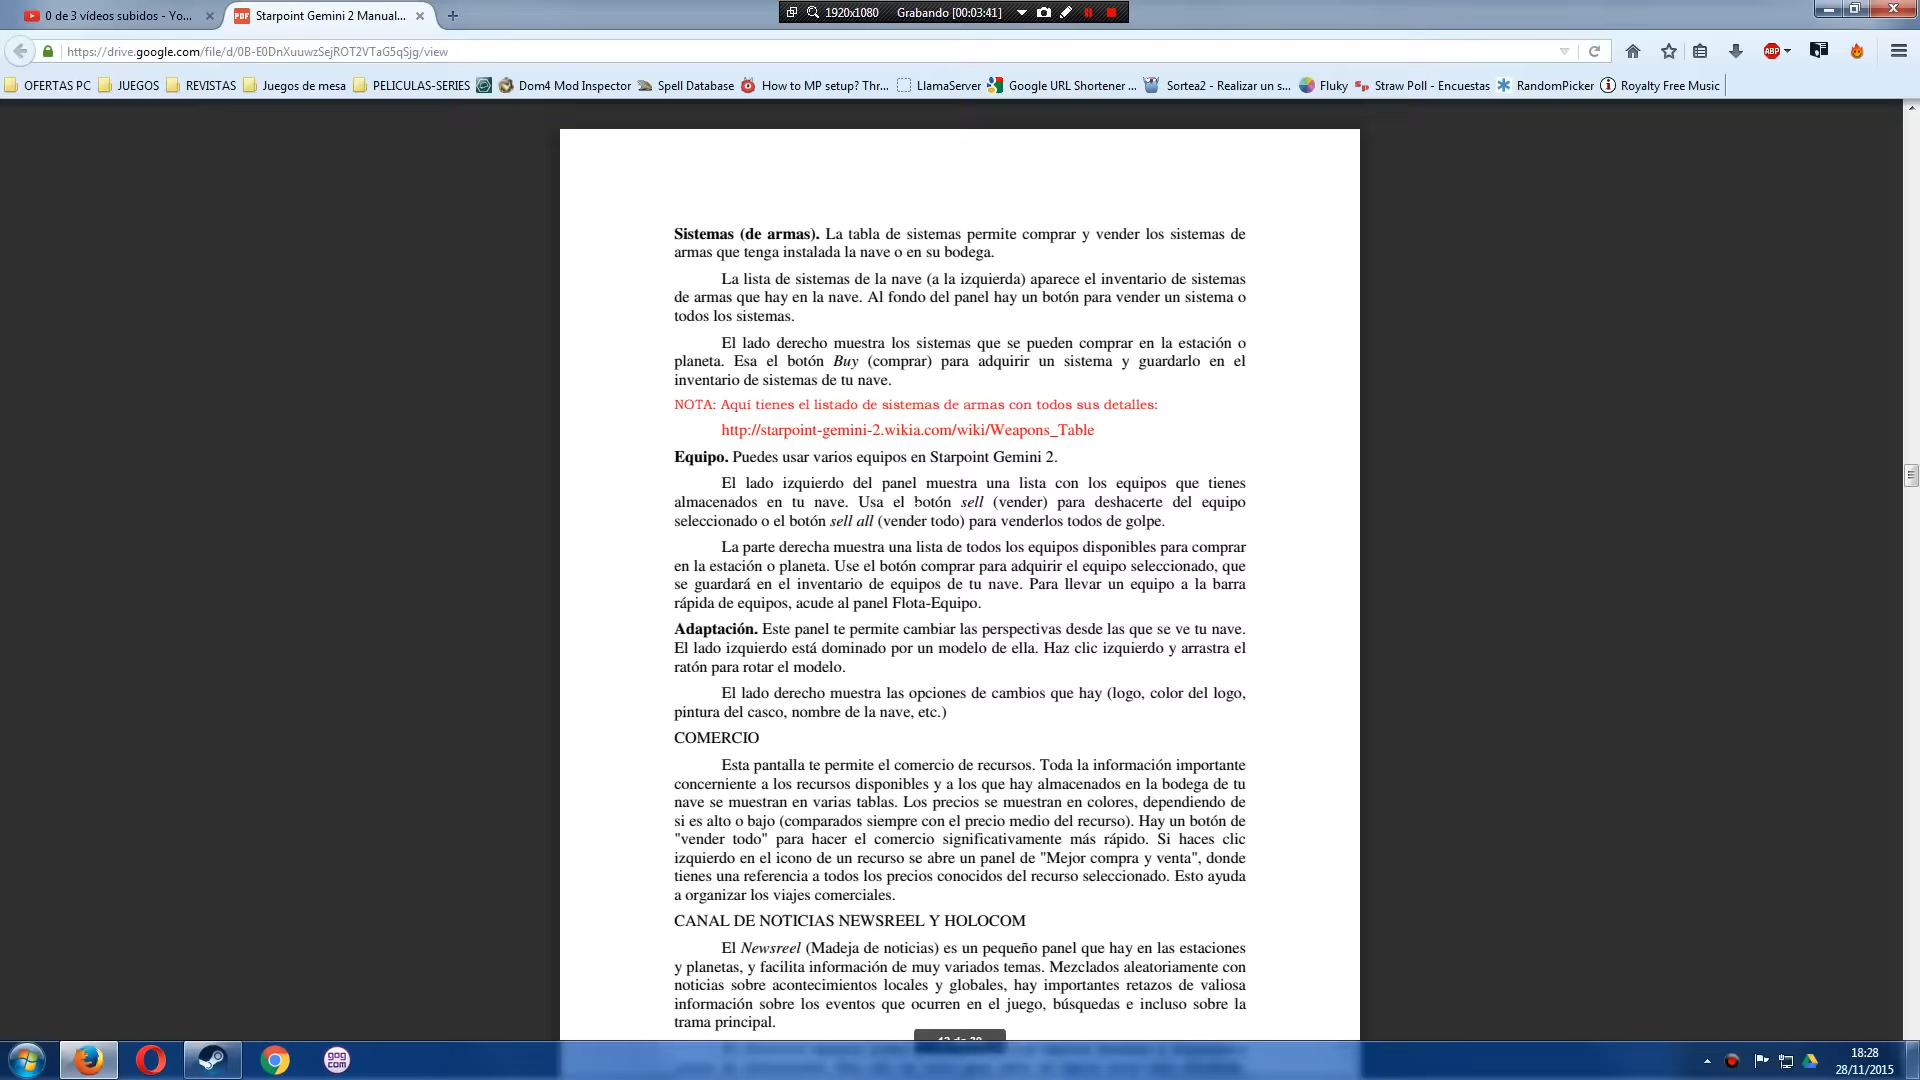 0 de 3 vídeos subidos - Yo...
Starpoint Gemini 2 Manual...
1920x1080
Grabando [00:03:41]
https://drive.google.com/file/d/0B-E0DnXuuwzSejROT2VTaG5qSjg/view
ABP
OFERTAS PC
JUEGOS
REVISTAS
Juegos de mesa
PELICULAS-SERIES
Dom4 Mod Inspector
Spell Database
How to MP setup? Thr...
LlamaServer
Google URL Shortener ...
Sortea2 - Realizar un s...
Fluky
Straw Poll - Encuestas
RandomPicker
Royalty Free Music
Sistemas (de armas). La tabla de sistemas permite comprar y vender los sistemas de
armas que tenga instalada la nave o en su bodega.
La lista de sistemas de la nave (a la izquierda) aparece el inventario de sistemas
de armas que hay en la nave. Al fondo del panel hay un botón para vender un sistema o
todos los sistemas.
El lado derecho muestra los sistemas que se pueden comprar en la estación o
planeta. Esa el botón Buy (comprar) para adquirir un sistema y guardarlo en el
inventario de sistemas de tu nave.
NOTA: Aquí tienes el listado de sistemas de armas con todos sus detalles:
http://starpoint-gemini-2.wikia.com/wiki/Weapons_Table
Equipo. Puedes usar varios equipos en Starpoint Gemini 2.
El lado izquierdo del panel muestra una lista con los equipos que tienes
almacenados en tu nave. Usa el botón sell (vender) para deshacerte del equipo
seleccionado o el botón sell all (vender todo) para venderlos todos de golpe.
La parte derecha muestra una lista de todos los equipos disponibles para comprar
en la estación o planeta. Use el botón comprar para adquirir el equipo seleccionado, que
se guardará en el inventario de equipos de tu nave. Para llevar un equipo a la barra
rápida de equipos, acude al panel Flota-Equipo.
Adaptación. Este panel te permite cambiar las perspectivas desde las que se ve tu nave.
El lado izquierdo está dominado por un modelo de ella. Haz clic izquierdo y arrastra el
ratón para rotar el modelo.
El lado derecho muestra las opciones de cambios que hay (logo, color del logo,
pintura del casco, nombre de la nave, etc.)
COMERCIO
Esta pantalla te permite el comercio de recursos. Toda la información importante
concerniente a los recursos disponibles y a los que hay almacenados en la bodega de tu
nave se muestran en varias tablas. Los precios se muestran en colores, dependiendo de
si es alto o bajo (comparados siempre con el precio medio del recurso). Hay un botón de
"vender todo" para hacer el comercio significativamente más rápido. Si haces clic
izquierdo en el icono de un recurso se abre un panel de "Mejor compra y venta", donde
tienes una referencia a todos los precios conocidos del recurso seleccionado. Esto ayuda
a organizar los viajes comerciales.
CANAL DE NOTICIAS NEWSREEL Y HOLOCOM
El Newsreel (Madeja de noticias) es un pequeño panel que hay en las estaciones
y planetas, y facilita información de muy variados temas. Mezclados aleatoriamente con
noticias sobre acontecimientos locales y globales, hay importantes retazos de valiosa
información sobre los eventos que ocurren en el juego, búsquedas e incluso sobre la
trama principal.
gog
com
18:28
28/11/2015